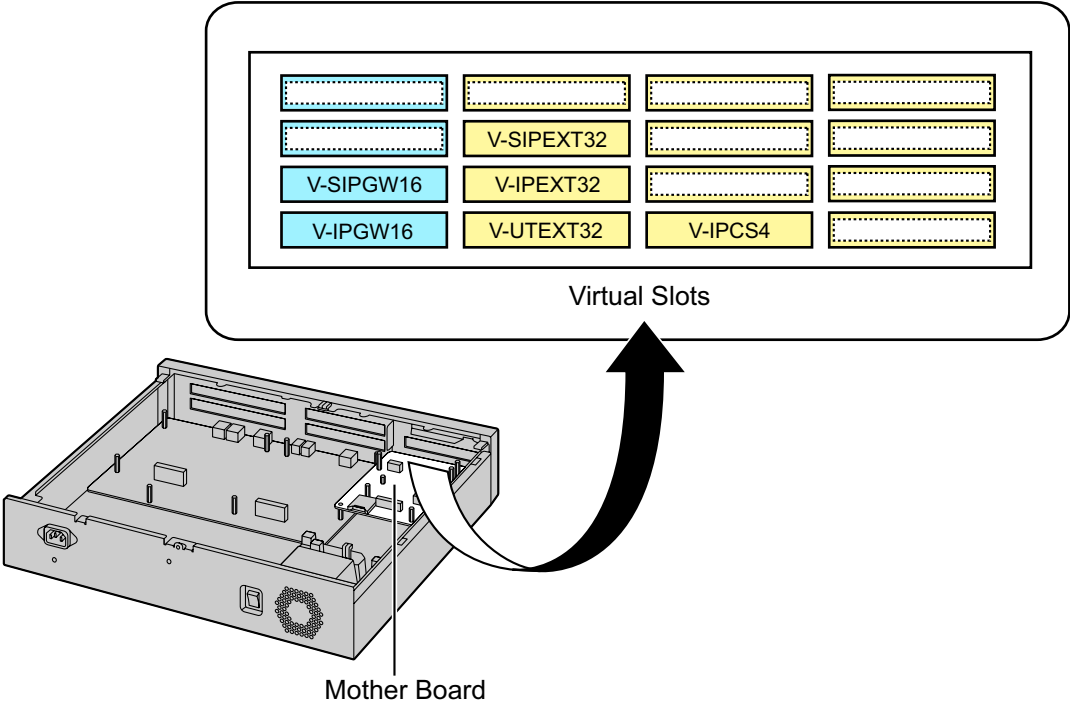 V-SIPEXT32
V-SIPGW16 V-IPEXT32
V-IPGW16 V-UTEXT32 V-IPCS4
Virtual Slots
Mother Board